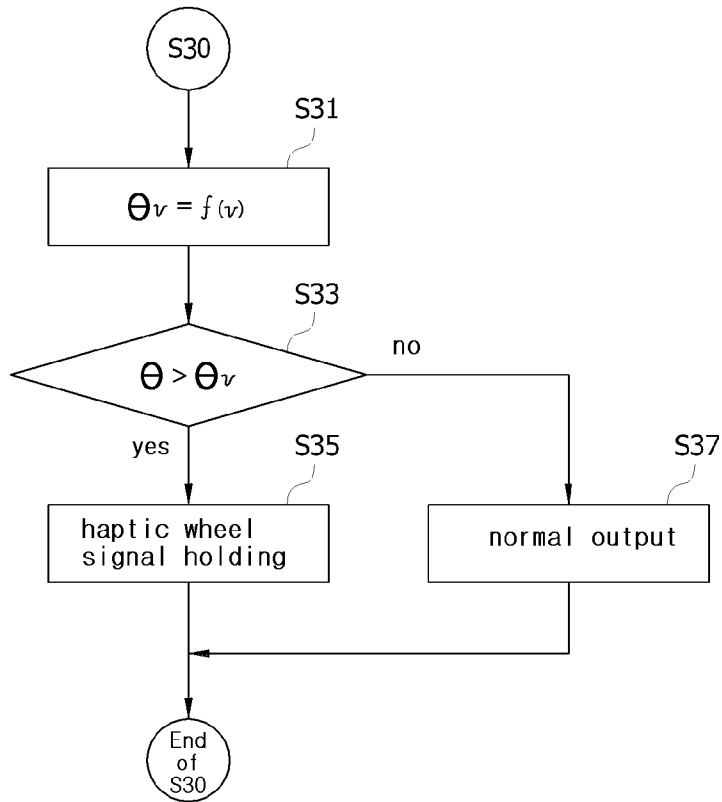 S30
S31
Θv = f(v)
S33
Θ > Θv
no
yes
S35
S37
haptic wheel
signal holding
normal output
End
of
S30